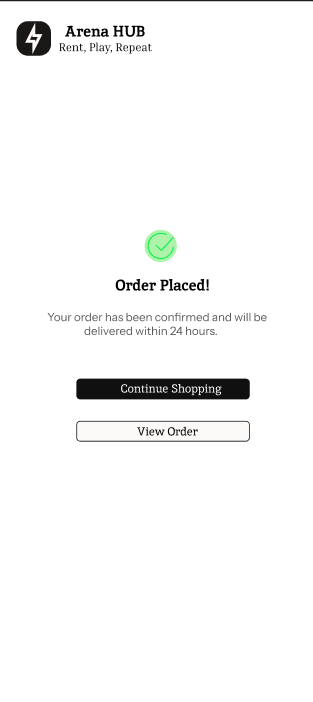 Arena HUB
Rent, Play, Repeat
Order Placed!
Your order has been confirmed and will be
delivered within 24 hours.
Continue Shopping
View Order